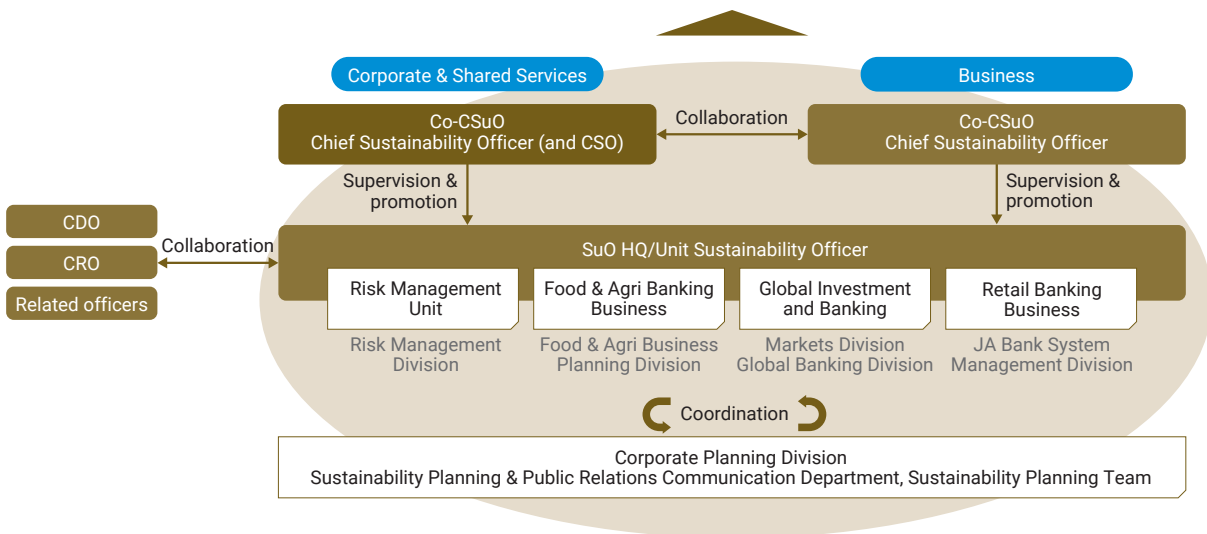 Corporate & Shared Services
Business
Co-CSuO
Chief Sustainability Officer (and CSO)
Collaboration
Co-CSuO
Chief Sustainability Officer
Supervision &
promotion
Supervision &
promotion
CDO
CRO
Related officers
Collaboration
SuO HQ/Unit Sustainability Officer
Risk Management
Unit
Food & Agri Banking
Business
Global Investment
and Banking
Retail Banking
Business
Risk Management
Division
Food & Agri Business
Planning Division
Markets Division
Global Banking Division
JA Bank System
Management Division
Coordination
Corporate Planning Division
Sustainability Planning & Public Relations Communication Department, Sustainability Planning Team